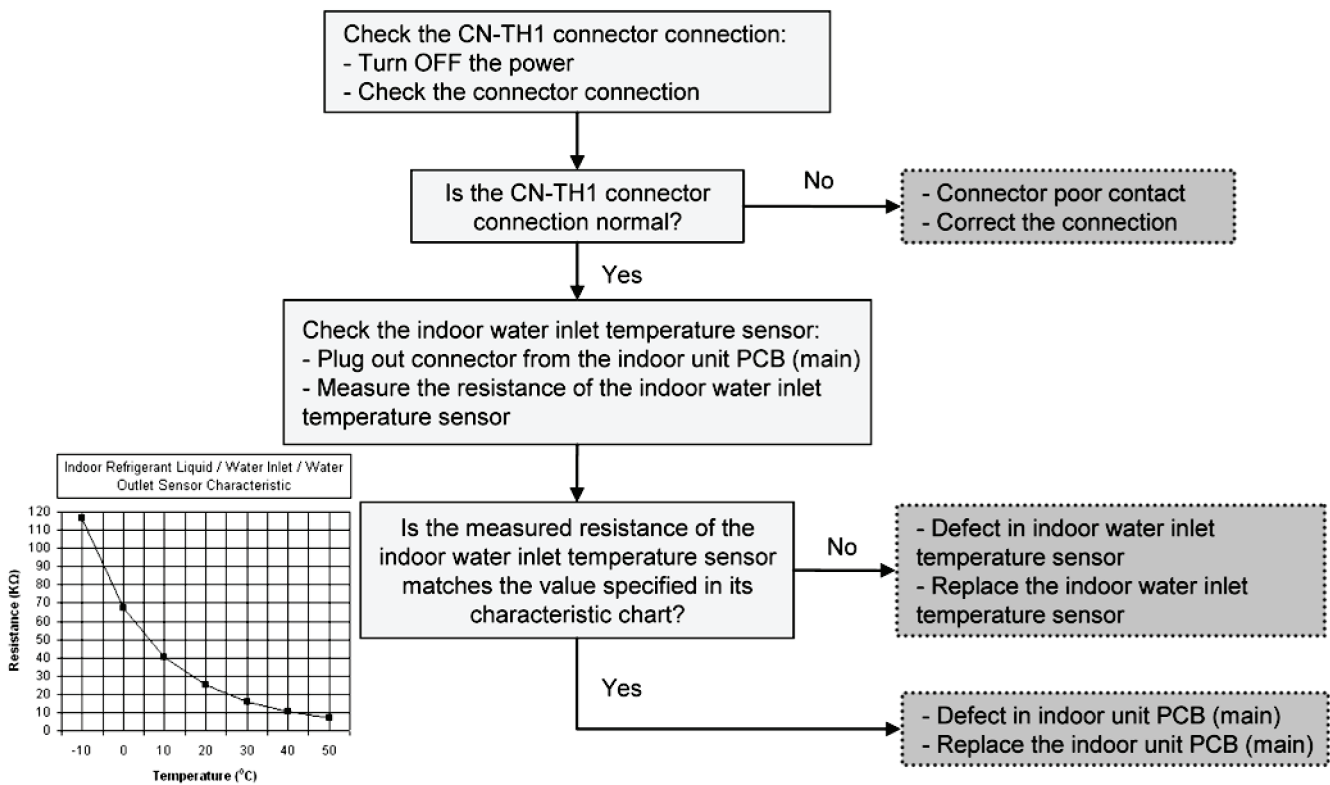 Check the CN-TH1 connector connection:
- Turn OFF the power
- Check the connector connection
Is the CN-TH1 connector
connection normal?
No
- Connector poor contact
- Correct the connection
Yes
Check the indoor water inlet temperature sensor:
- Plug out connector from the indoor unit PCB (main)
- Measure the resistance of the indoor water inlet
temperature sensor
Indoor Refrigerant Liquid / Water Inlet / Water
Outlet Sensor Characteristic
120
110
100
90
80
70
60
50
40
30
20
10
0
Resistance (KΩ)
-10 0 10 20 30 40 50
Temperature (⁰C)
Is the measured resistance of the
indoor water inlet temperature sensor
matches the value specified in its
characteristic chart?
No
- Defect in indoor water inlet
temperature sensor
- Replace the indoor water inlet
temperature sensor
Yes
- Defect in indoor unit PCB (main)
- Replace the indoor unit PCB (main)